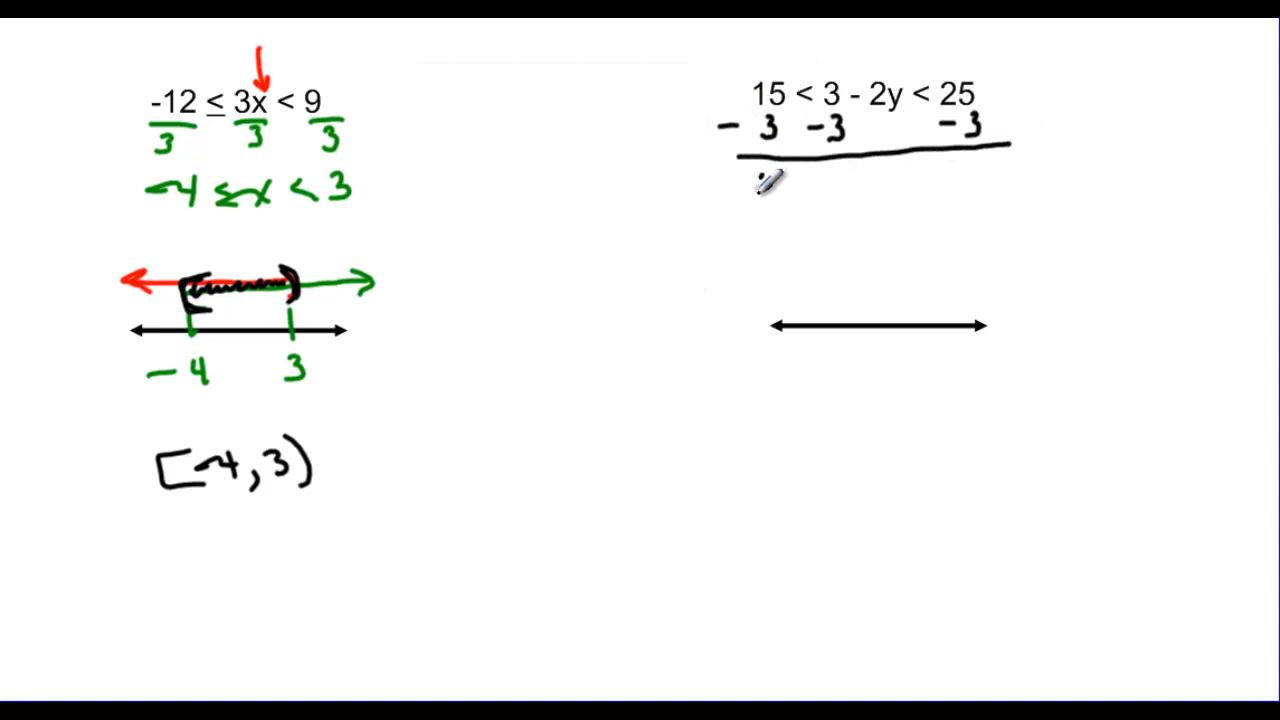 -12 ≤ 3x < 9
3 3 3
-4 ≤ x < 3
-4 3
[-4, 3)
15 < 3 - 2y < 25
- 3 - 3 - 3